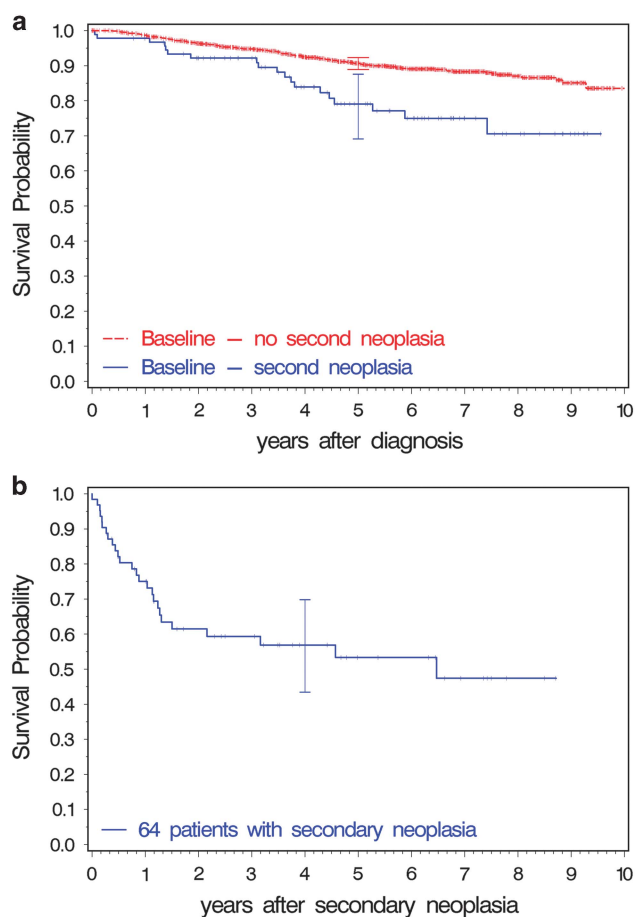 a
1.0
0.9
0.8
0.7
0.6
0.5
0.4
0.3
0.2
0.1
0.0
Survival Probability
Baseline – no second neoplasia
Baseline – second neoplasia
0 1 2 3 4 5 6 7 8 9 10
years after diagnosis
b
1.0
0.9
0.8
0.7
0.6
0.5
0.4
0.3
0.2
0.1
0.0
Survival Probability
64 patients with secondary neoplasia
0 1 2 3 4 5 6 7 8 9 10
years after secondary neoplasia